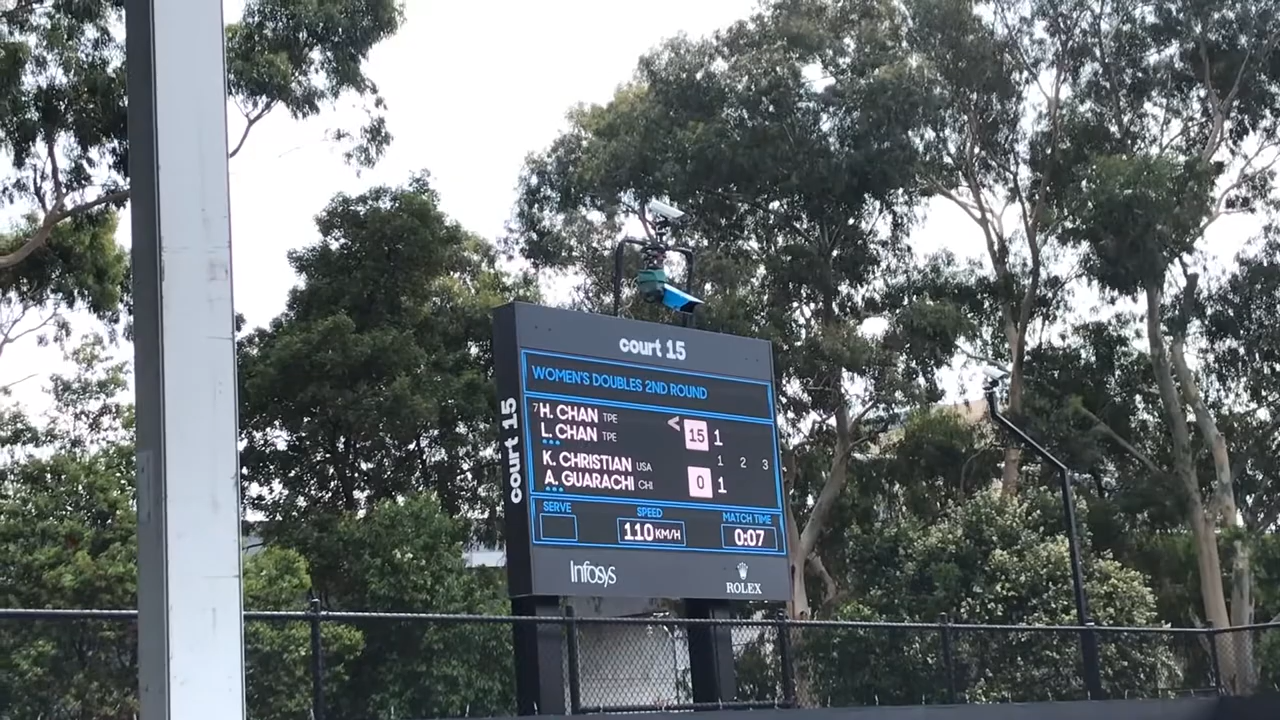 court 15
court 15
WOMEN'S DOUBLES 2ND ROUND
7 H. CHAN TPE < 15 1
L. CHAN TPE
1 2 3
K. CHRISTIAN USA 0 1
A. GUARACHI CHI
SERVE SPEED MATCH TIME
110 KM/H 0:07
Infosys ROLEX